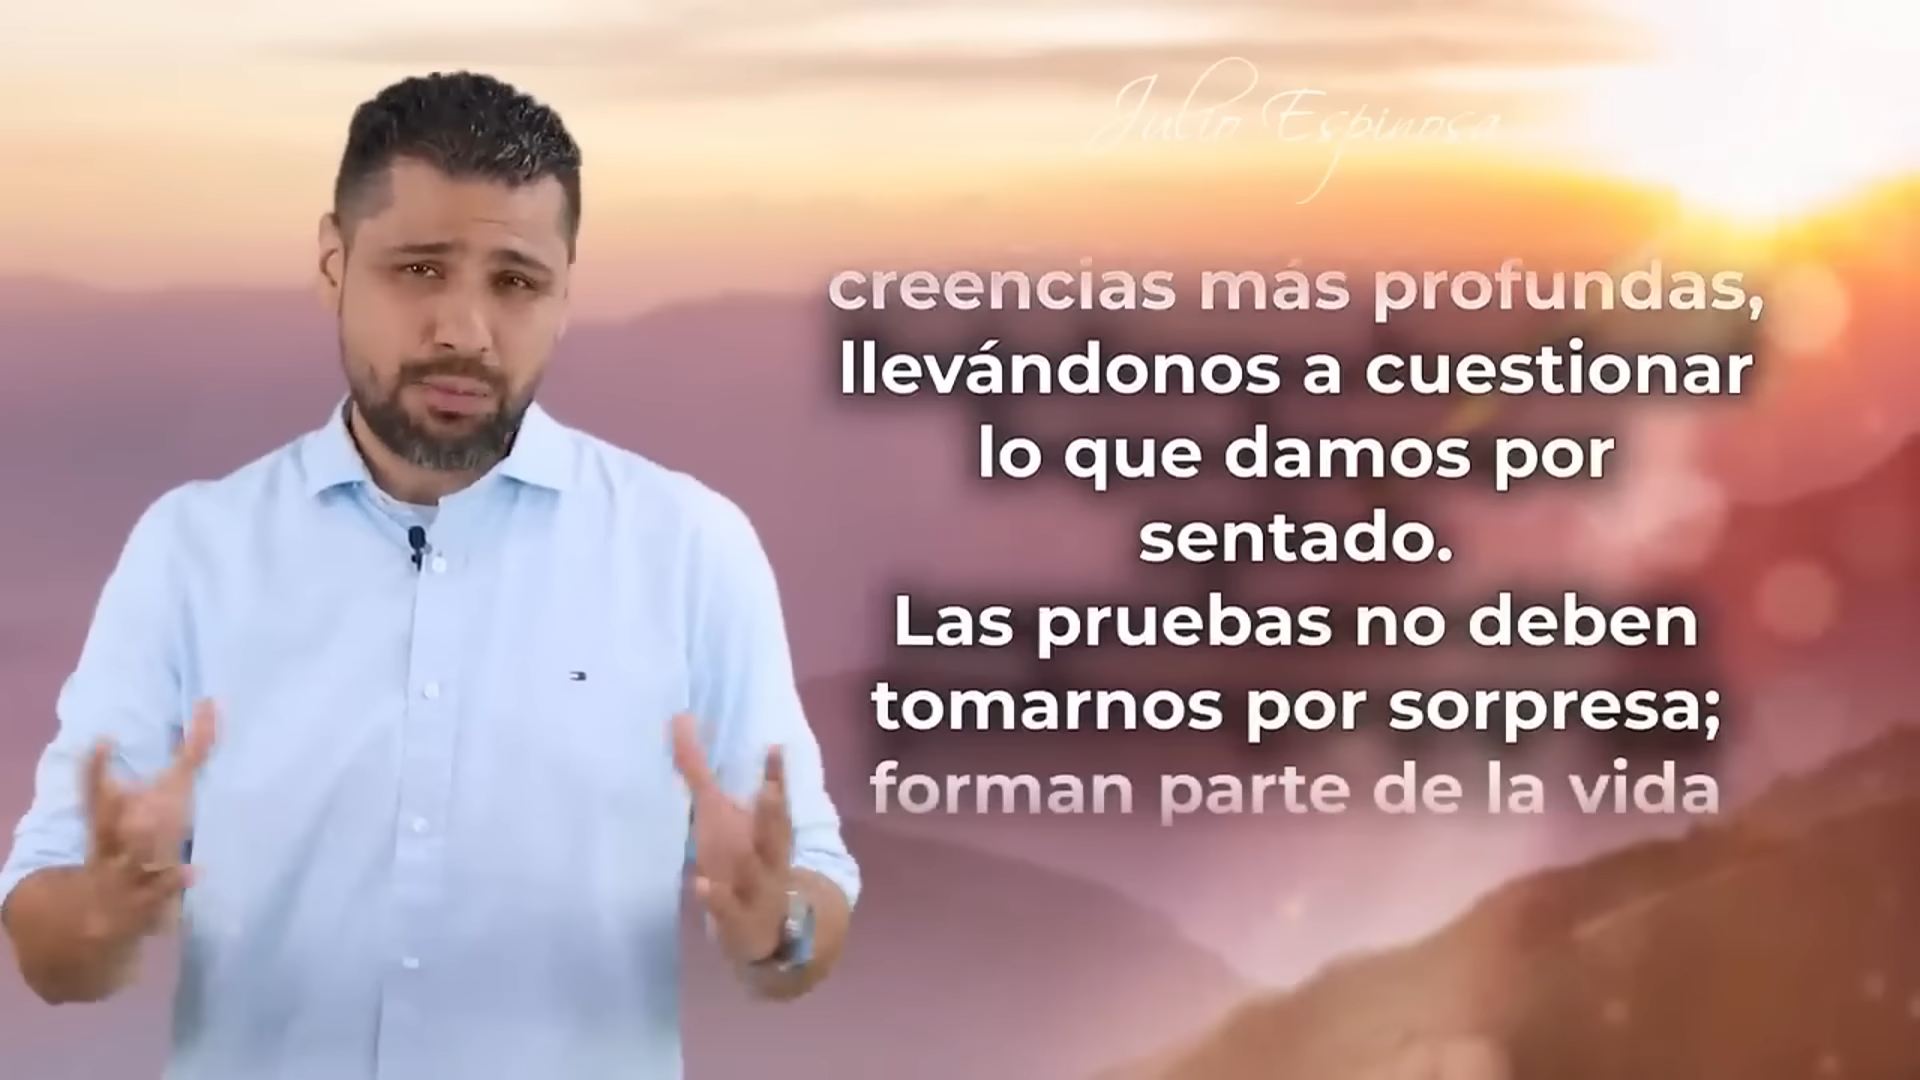 Julio Espinosa
creencias más profundas,
llevándonos a cuestionar
lo que damos por
sentado.
Las pruebas no deben
tomarnos por sorpresa;
forman parte de la vida